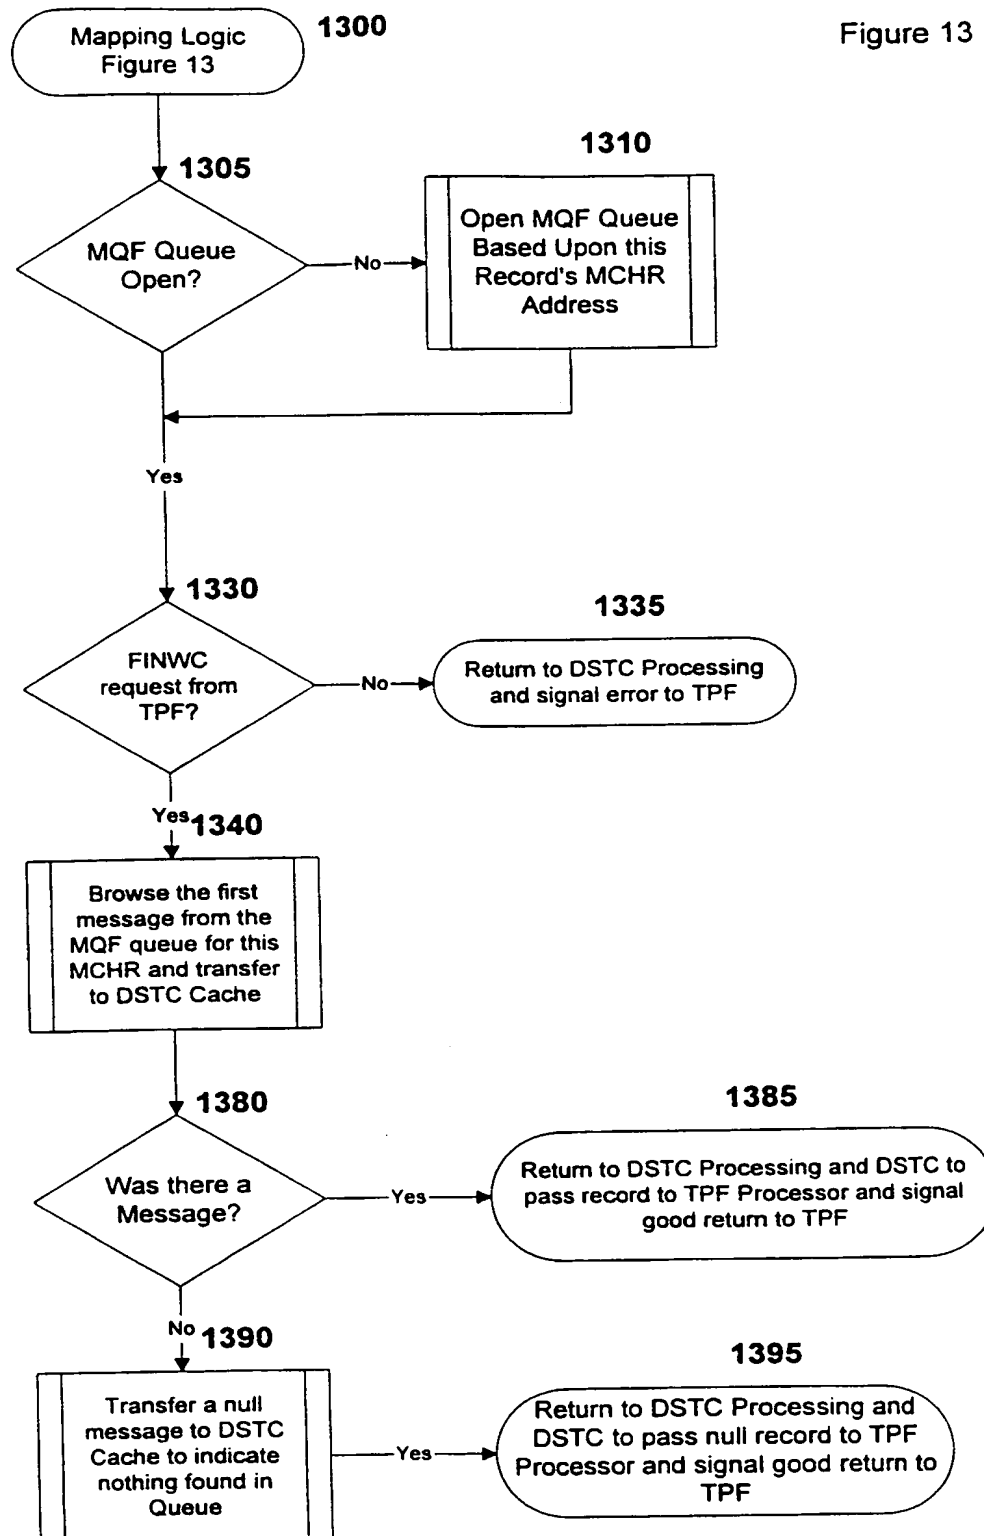 Mapping Logic
Figure 13
1300
Figure 13
1305
MQF Queue
Open?
No
1310
Open MQF Queue
Based Upon this
Record's MCHR
Address
Yes
1330
FINWC
request from
TPF?
No
1335
Return to DSTC Processing
and signal error to TPF
Yes
1340
Browse the first
message from the
MQF queue for this
MCHR and transfer
to DSTC Cache
1380
Was there a
Message?
Yes
1385
Return to DSTC Processing and DSTC to
pass record to TPF Processor and signal
good return to TPF
No
1390
Transfer a null
message to DSTC
Cache to indicate
nothing found in
Queue
Yes
1395
Return to DSTC Processing and
DSTC to pass null record to TPF
Processor and signal good return to
TPF